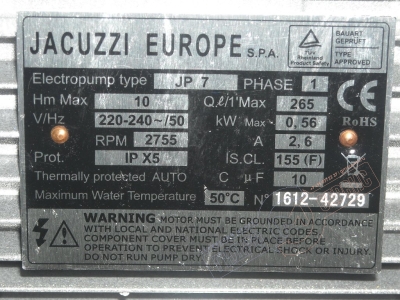 JACUZZI EUROPE S.P.A.
TÜV Rheinland Product Safety
BAUART GEPRÜFT
TYPE APPROVED
Electropump type JP 7 PHASE 1
Hm Max 10 Q.ℓ/1'Max 265
V/Hz 220-240~/50 kW Max 0,56
RPM 2755 A 2,6
Prot. IP X5 IS.CL. 155 (F)
Thermally protected AUTO C µF 10
Maximum Water Temperature 50°C N° 1612-42729
CE
RoHS
WARNING MOTOR MUST BE GROUNDED IN ACCORDANCE
WITH LOCAL AND NATIONAL ELECTRIC CODES.
COMPONENT COVER MUST BE IN PLACE BEFORE
OPERATION TO PREVENT ELECTRICAL SHOCK OR INJURY.
DO NOT RUN PUMP DRY.